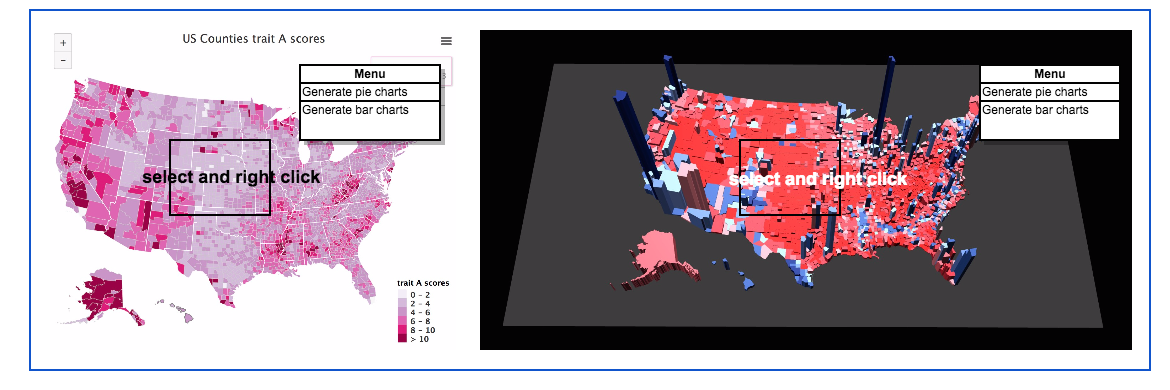 US Counties trait A scores
+
−
Menu
Generate pie charts
Generate bar charts
select and right click
trait A scores
0 - 2
2 - 4
4 - 6
6 - 8
8 - 10
> 10
Menu
Generate pie charts
Generate bar charts
select and right click